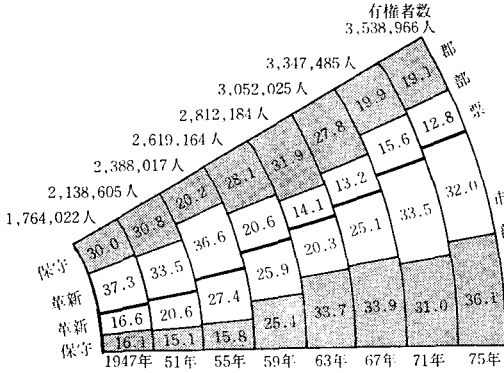 有権者数
3,538,966人
3,347,485人
3,052,025人
2,812,184人
2,619,164人
2,388,017人
2,138,605人
1,764,022人
郡
部
票
市
保守 30.0 30.8 20.2 28.1 31.9 27.8 19.9 19.1
革新 37.3 33.5 36.6 20.6 14.1 13.2 15.6 12.8
革新 16.6 20.6 27.4 25.9 20.3 25.1 33.5 32.0
保守 16.1 15.1 15.8 25.4 33.7 33.9 31.0 36.1
1947年 51年 55年 59年 63年 67年 71年 75年